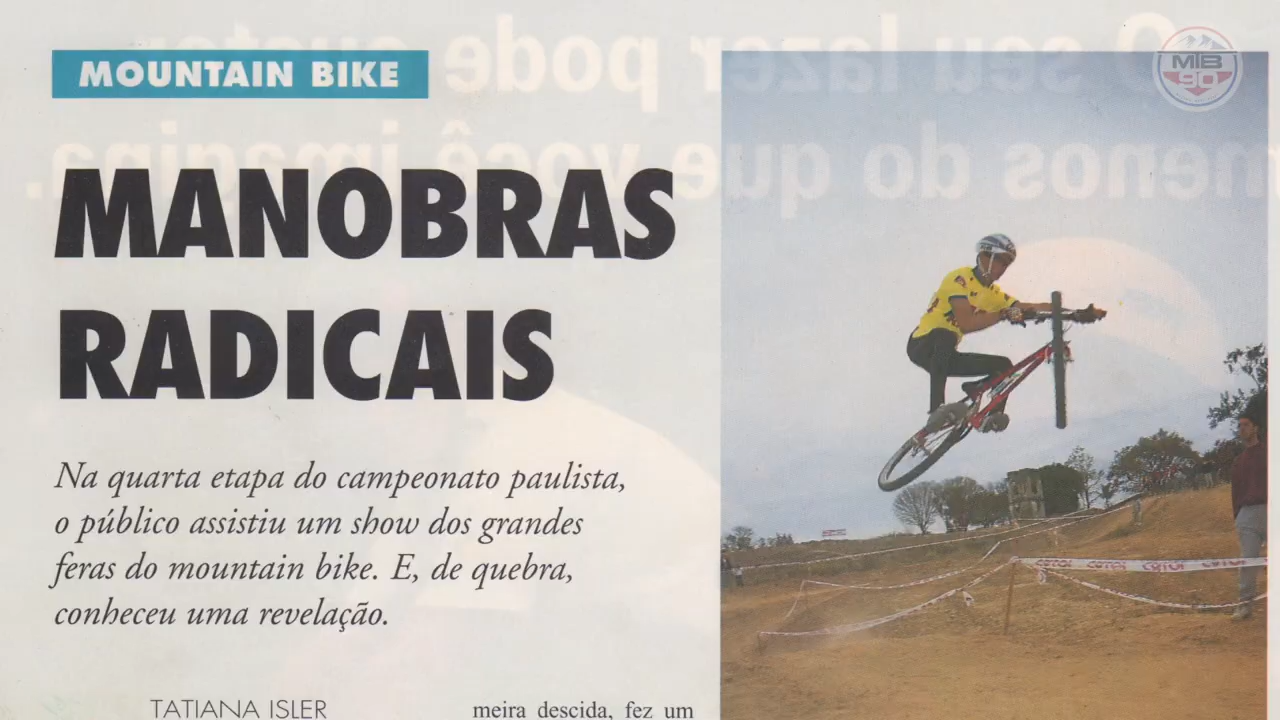 MOUNTAIN BIKE
MANOBRAS
RADICAIS
Na quarta etapa do campeonato paulista,
o público assistiu um show dos grandes
feras do mountain bike. E, de quebra,
conheceu uma revelação.
TATIANA ISLER
meira descida, fez um
O seu lazer pode custar
menos do que você imagina.
MTB
90